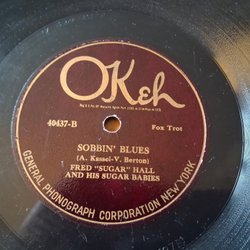 OKeh
40437-B
Fox Trot
SOBBIN' BLUES
(A. Kassel-V. Berton)
FRED "SUGAR" HALL
AND HIS SUGAR BABIES
GENERAL PHONOGRAPH CORPORATION NEW YORK